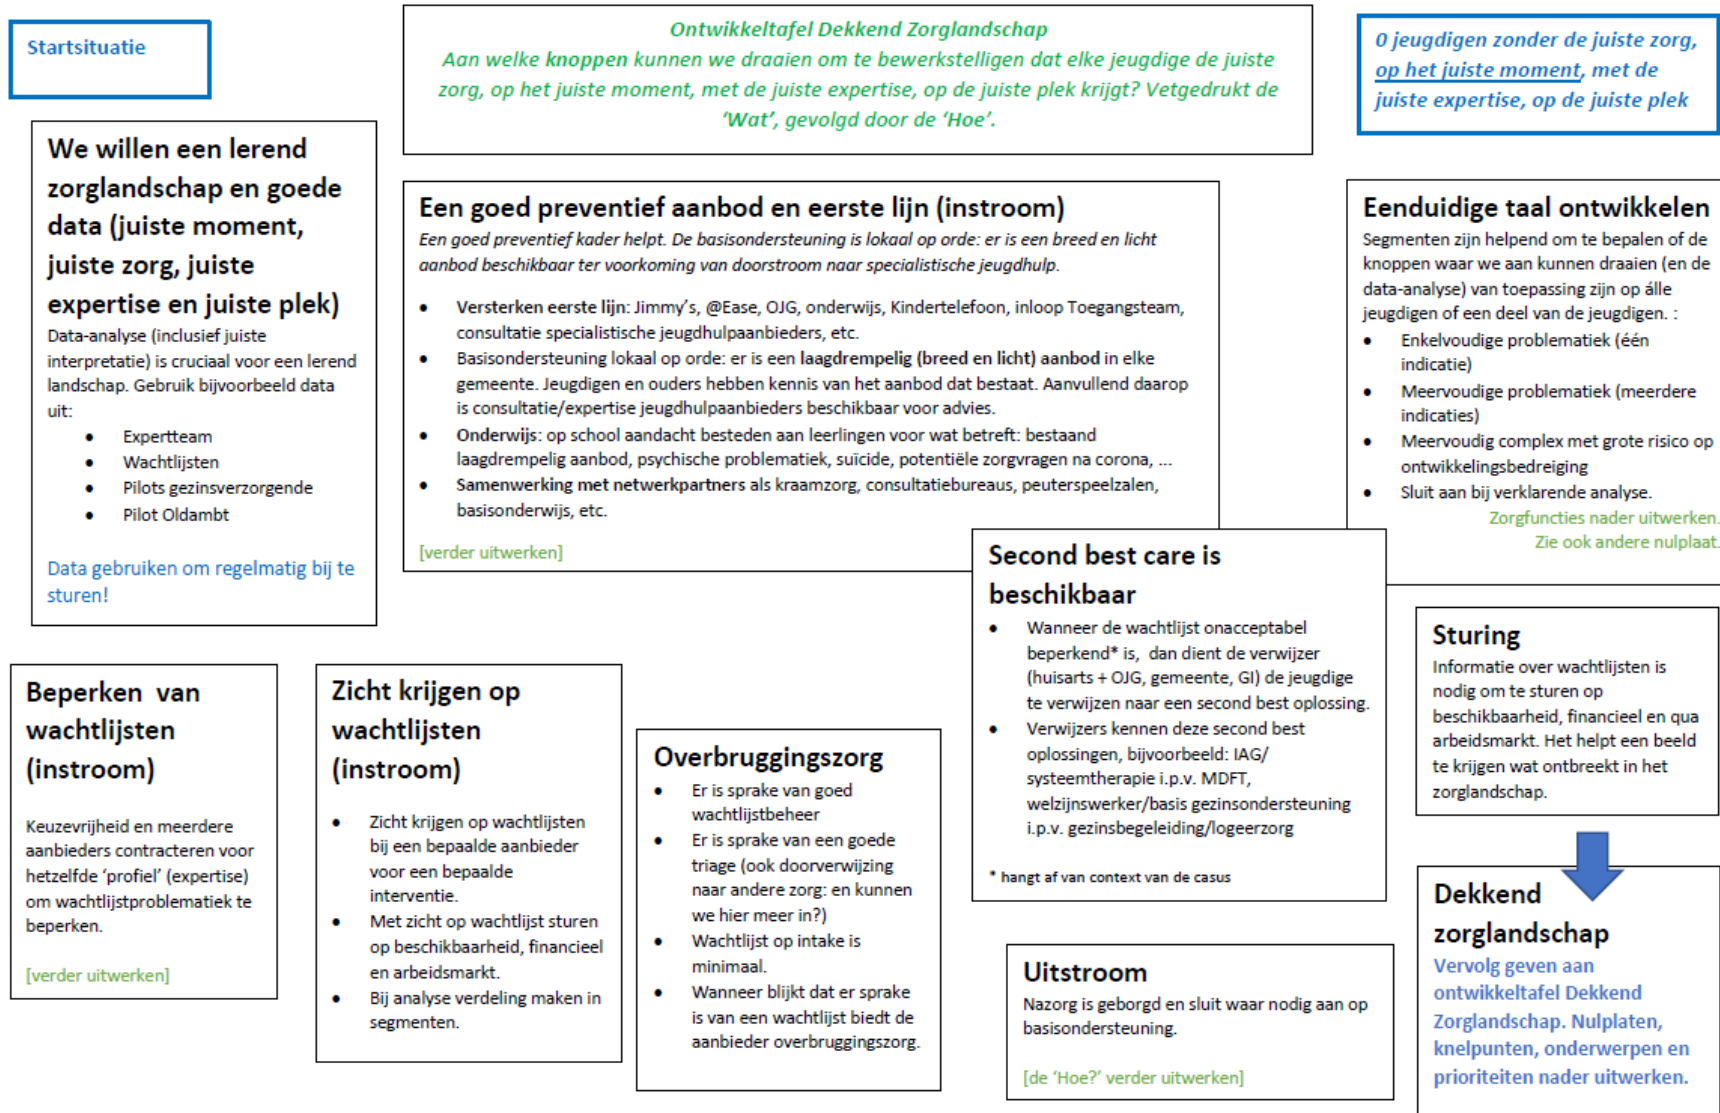 Startsituatie
Ontwikkeltafel Dekkend Zorglandschap
Aan welke knoppen kunnen we draaien om te bewerkstelligen dat elke jeugdige de juiste
zorg, op het juiste moment, met de juiste expertise, op de juiste plek krijgt? Vetgedrukt de
‘Wat’, gevolgd door de ‘Hoe’.
0 jeugdigen zonder de juiste zorg,
op het juiste moment, met de
juiste expertise, op de juiste plek
We willen een lerend
zorglandschap en goede
data (juiste moment,
juiste zorg, juiste
expertise en juiste plek)
Data-analyse (inclusief juiste
interpretatie) is cruciaal voor een lerend
landschap. Gebruik bijvoorbeeld data
uit:
• Expertteam
• Wachtlijsten
• Pilots gezinsverzorgende
• Pilot Oldambt
Data gebruiken om regelmatig bij te
sturen!
Een goed preventief aanbod en eerste lijn (instroom)
Een goed preventief kader helpt. De basisondersteuning is lokaal op orde: er is een breed en licht
aanbod beschikbaar ter voorkoming van doorstroom naar specialistische jeugdhulp.
• Versterken eerste lijn: Jimmy’s, @Ease, OJG, onderwijs, Kindertelefoon, inloop Toegangsteam,
consultatie specialistische jeugdhulpaanbieders, etc.
• Basisondersteuning lokaal op orde: er is een laagdrempelig (breed en licht) aanbod in elke
gemeente. Jeugdigen en ouders hebben kennis van het aanbod dat bestaat. Aanvullend daarop
is consultatie/expertise jeugdhulpaanbieders beschikbaar voor advies.
• Onderwijs: op school aandacht besteden aan leerlingen voor wat betreft: bestaand
laagdrempelig aanbod, psychische problematiek, suïcide, potentiële zorgvragen na corona, ...
• Samenwerking met netwerkpartners als kraamzorg, consultatiebureaus, peuterspeelzalen,
basisonderwijs, etc.
[verder uitwerken]
Eenduidige taal ontwikkelen
Segmenten zijn helpend om te bepalen of de
knoppen waar we aan kunnen draaien (en de
data-analyse) van toepassing zijn op álle
jeugdigen of een deel van de jeugdigen. :
• Enkelvoudige problematiek (één
indicatie)
• Meervoudige problematiek (meerdere
indicaties)
• Meervoudig complex met grote risico op
ontwikkelingsbedreiging
• Sluit aan bij verklarende analyse.
Zorgfuncties nader uitwerken.
Zie ook andere nulplaat.
Beperken van
wachtlijsten
(instroom)
Keuzevrijheid en meerdere
aanbieders contracteren voor
hetzelfde ‘profiel’ (expertise)
om wachtlijstproblematiek te
beperken.
[verder uitwerken]
Zicht krijgen op
wachtlijsten
(instroom)
• Zicht krijgen op wachtlijsten
bij een bepaalde aanbieder
voor een bepaalde
interventie.
• Met zicht op wachtlijst sturen
op beschikbaarheid, financieel
en arbeidsmarkt.
• Bij analyse verdeling maken in
segmenten.
Overbruggingszorg
• Er is sprake van goed
wachtlijstbeheer
• Er is sprake van een goede
triage (ook doorverwijzing
naar andere zorg: en kunnen
we hier meer in?)
• Wachtlijst op intake is
minimaal.
• Wanneer blijkt dat er sprake
is van een wachtlijst biedt de
aanbieder overbruggingszorg.
Second best care is
beschikbaar
• Wanneer de wachtlijst onacceptabel
beperkend* is, dan dient de verwijzer
(huisarts + OJG, gemeente, GI) de jeugdige
te verwijzen naar een second best oplossing.
• Verwijzers kennen deze second best
oplossingen, bijvoorbeeld: IAG/
systeemtherapie i.p.v. MDFT,
welzijnswerker/basis gezinsondersteuning
i.p.v. gezinsbegeleiding/logeerzorg
* hangt af van context van de casus
Uitstroom
Nazorg is geborgd en sluit waar nodig aan op
basisondersteuning.
[de ‘Hoe?’ verder uitwerken]
Sturing
Informatie over wachtlijsten is
nodig om te sturen op
beschikbaarheid, financieel en qua
arbeidsmarkt. Het helpt een beeld
te krijgen wat ontbreekt in het
zorglandschap.
Dekkend
zorglandschap
Vervolg geven aan
ontwikkeltafel Dekkend
Zorglandschap. Nulplaten,
knelpunten, onderwerpen en
prioriteiten nader uitwerken.